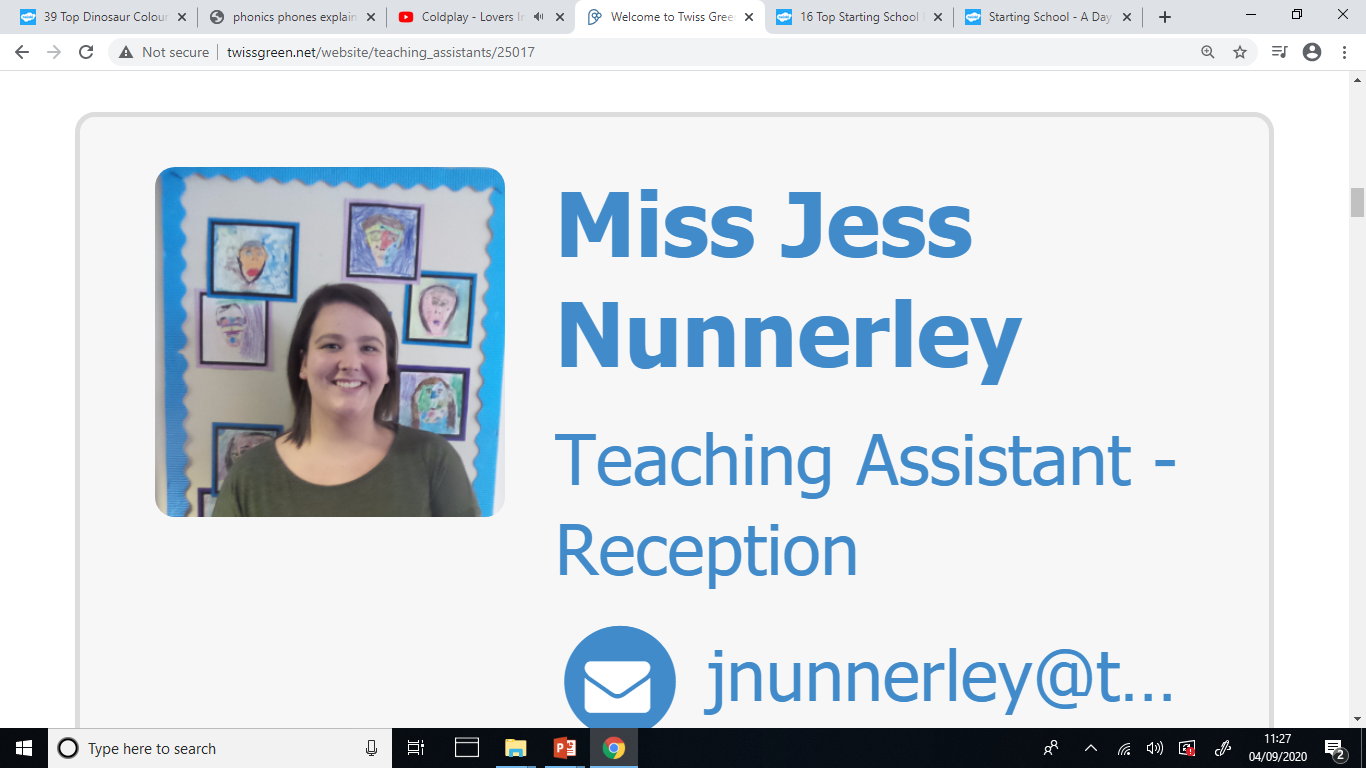 39 Top Dinosaur Colour
phonics phones explain
Coldplay - Lovers In
Welcome to Twiss Gree
16 Top Starting School
Starting School - A Day
Not secure
twissgreen.net/website/teaching_assistants/25017
Miss Jess
Nunnerley
Teaching Assistant -
Reception
jnunnerley@t...
Type here to search
11:27
04/09/2020
2